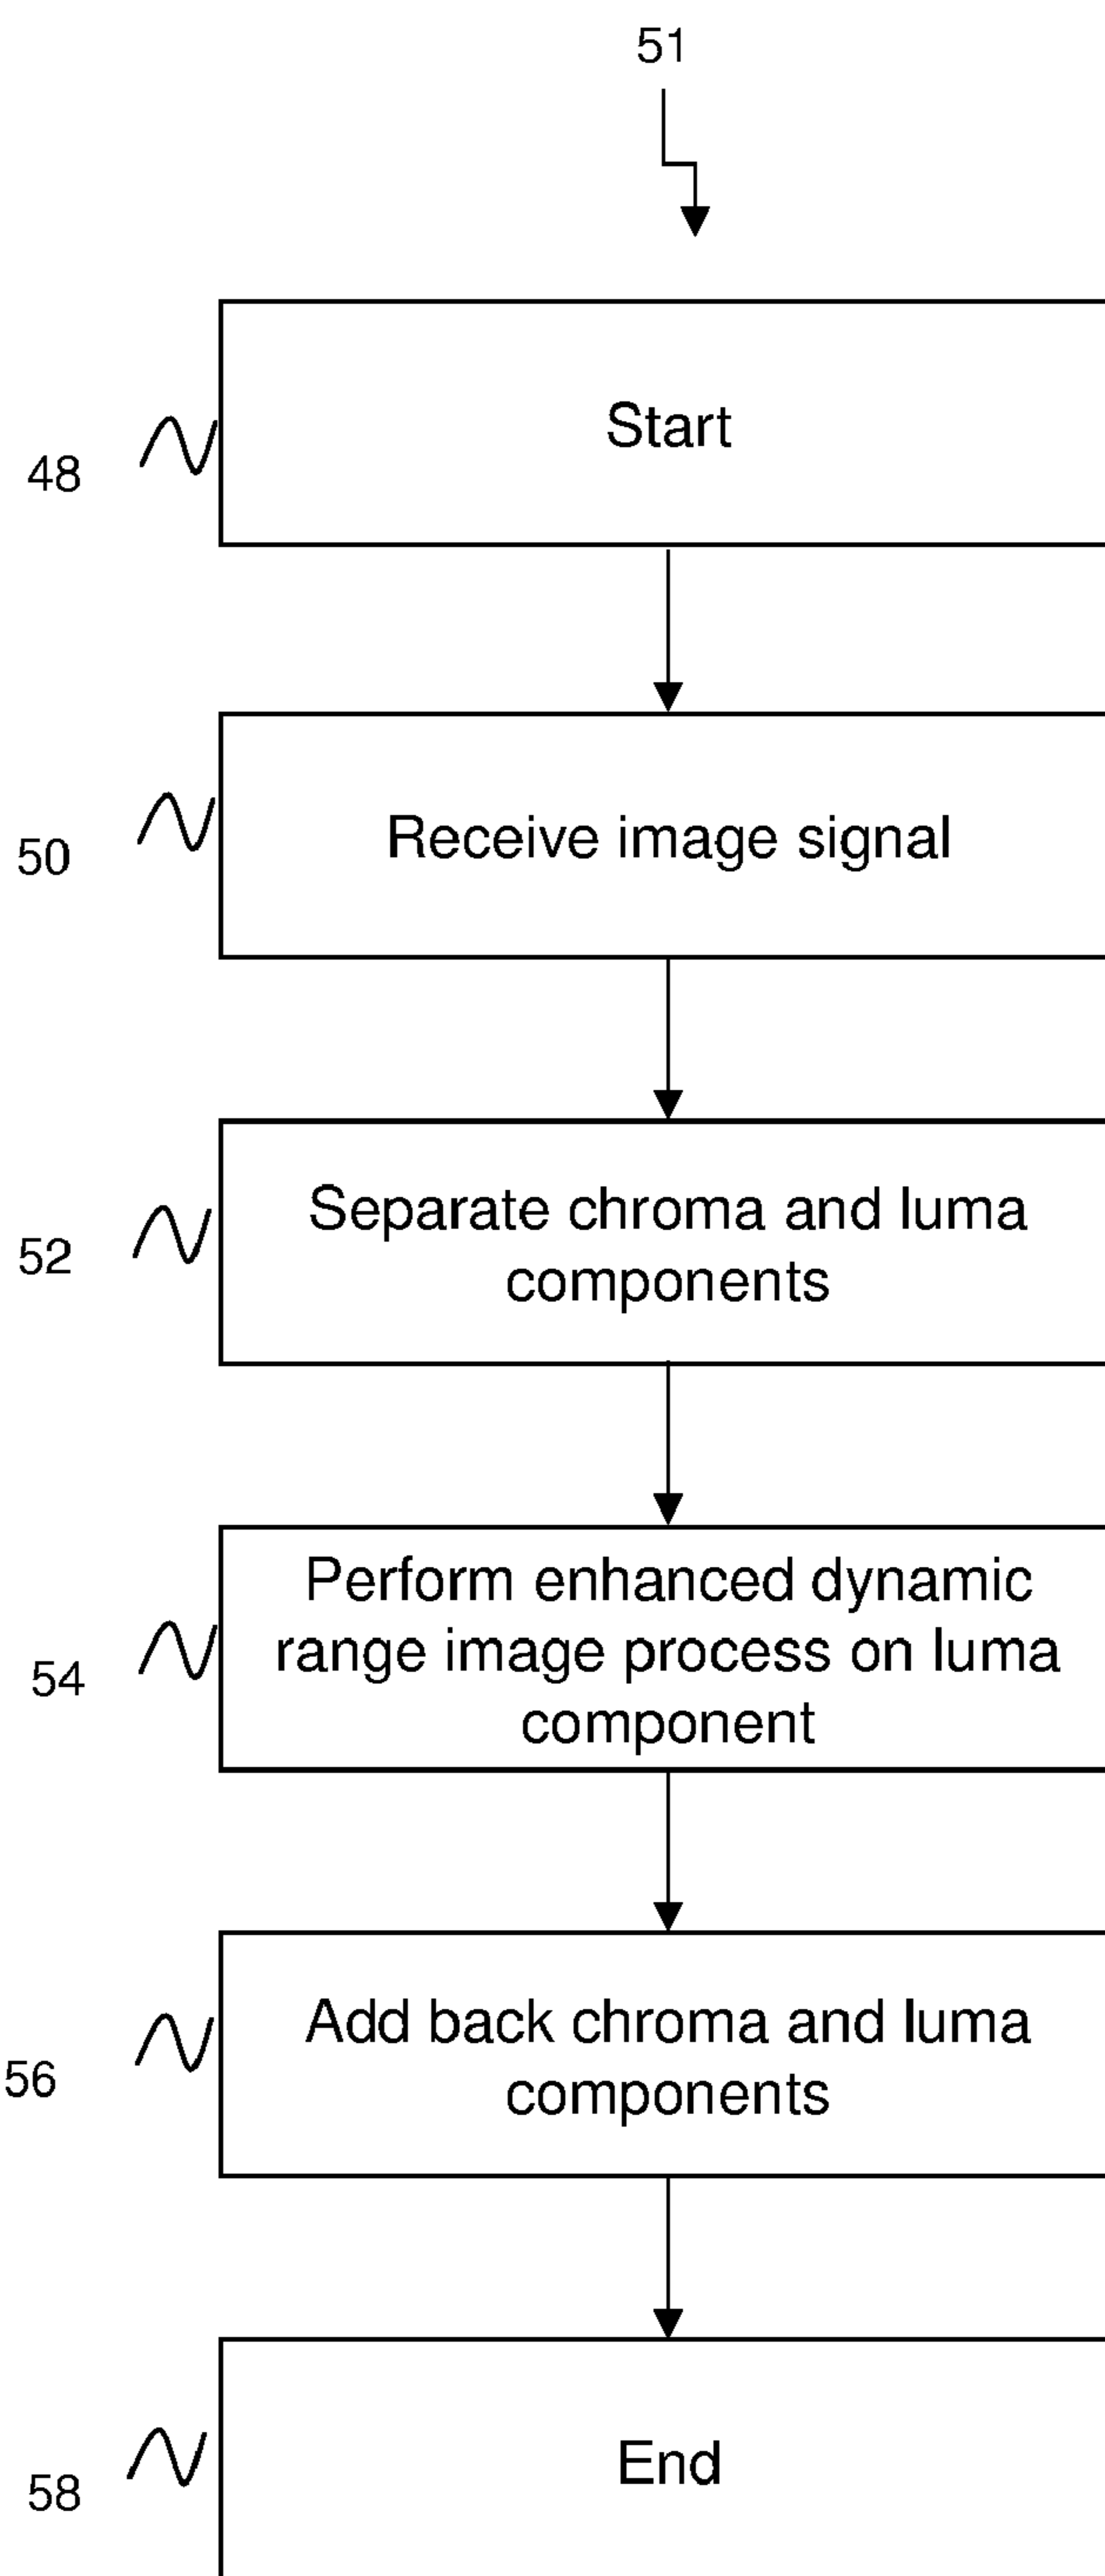 51
Start
48
Receive image signal
50
Separate chroma and luma
components
52
Perform enhanced dynamic
range image process on luma
component
54
Add back chroma and luma
components
56
End
58